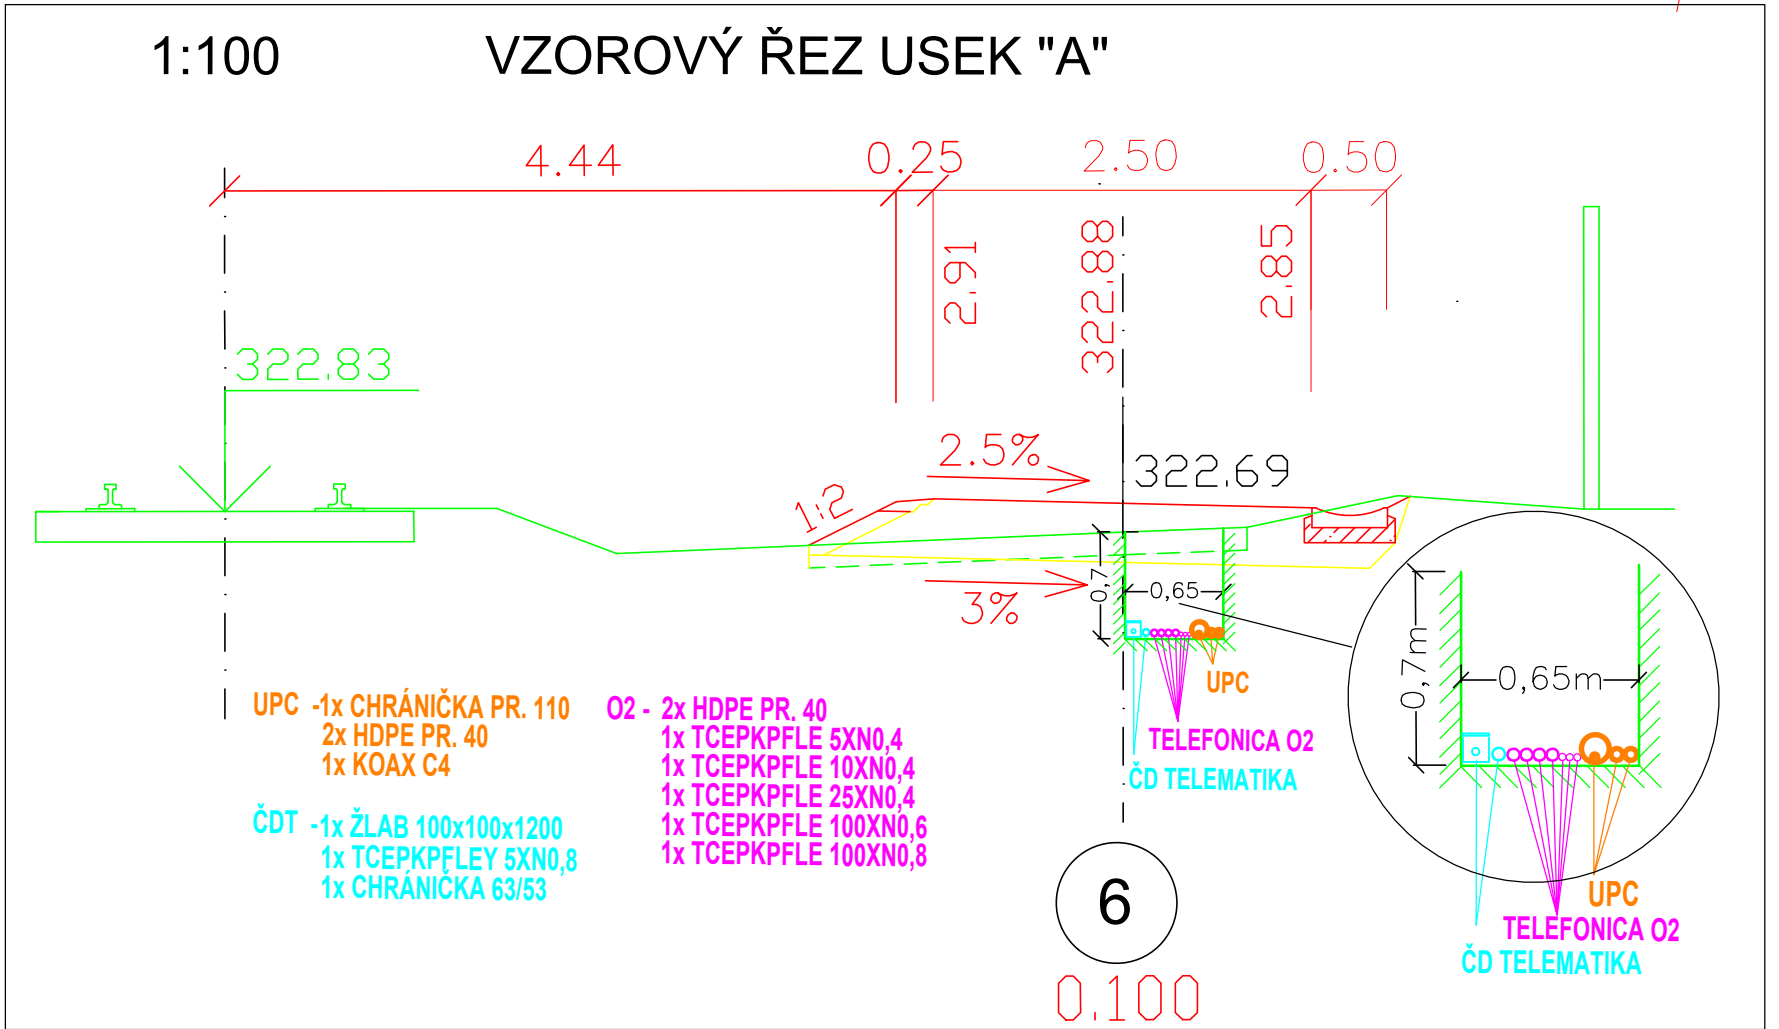 1:100
VZOROVÝ ŘEZ USEK "A"
4.44
0.25
2.50
0.50
2.91
322.88
2.85
322.83
2.5%
322.69
1:2
3%
0,7
0,65
UPC
TELEFONICA O2
ČD TELEMATIKA
0,7m
0,65m
UPC
TELEFONICA O2
ČD TELEMATIKA
UPC -1x CHRÁNIČKA PR. 110
2x HDPE PR. 40
1x KOAX C4
ČDT -1x ŽLAB 100x100x1200
1x TCEPKPFLEY 5XN0,8
1x CHRÁNIČKA 63/53
O2 - 2x HDPE PR. 40
1x TCEPKPFLE 5XN0,4
1x TCEPKPFLE 10XN0,4
1x TCEPKPFLE 25XN0,4
1x TCEPKPFLE 100XN0,6
1x TCEPKPFLE 100XN0,8
6
0.100